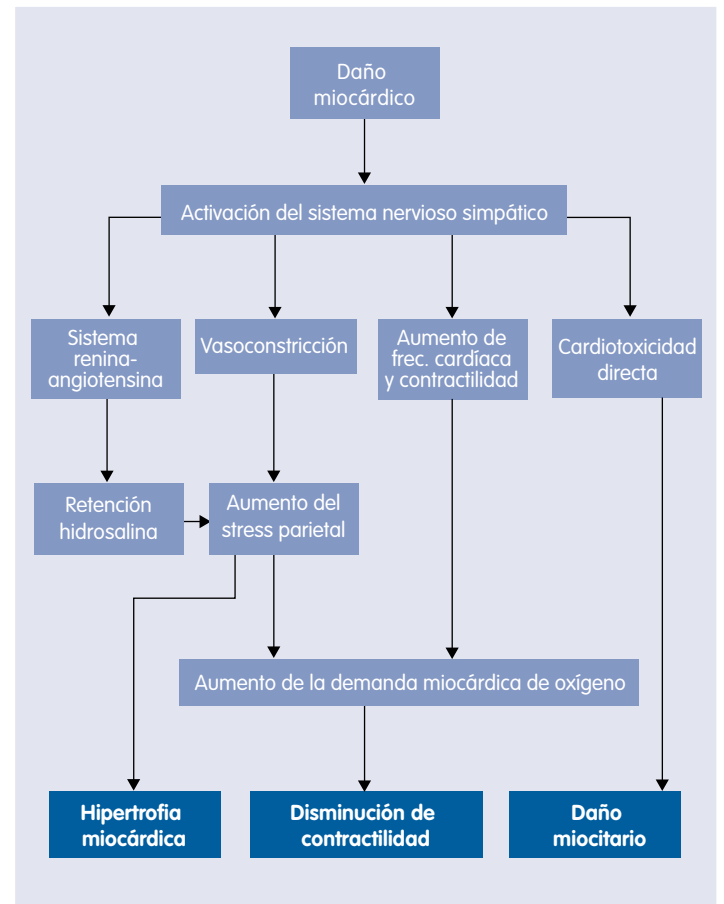 Daño
miocárdico
Activación del sistema nervioso simpático
Sistema
renina-
angiotensina
Vasoconstricción
Aumento de
frec. cardíaca
y contractilidad
Cardiotoxicidad
directa
Retención
hidrosalina
Aumento del
stress parietal
Aumento de la demanda miocárdica de oxígeno
Hipertrofia
miocárdica
Disminución de
contractilidad
Daño
miocitario